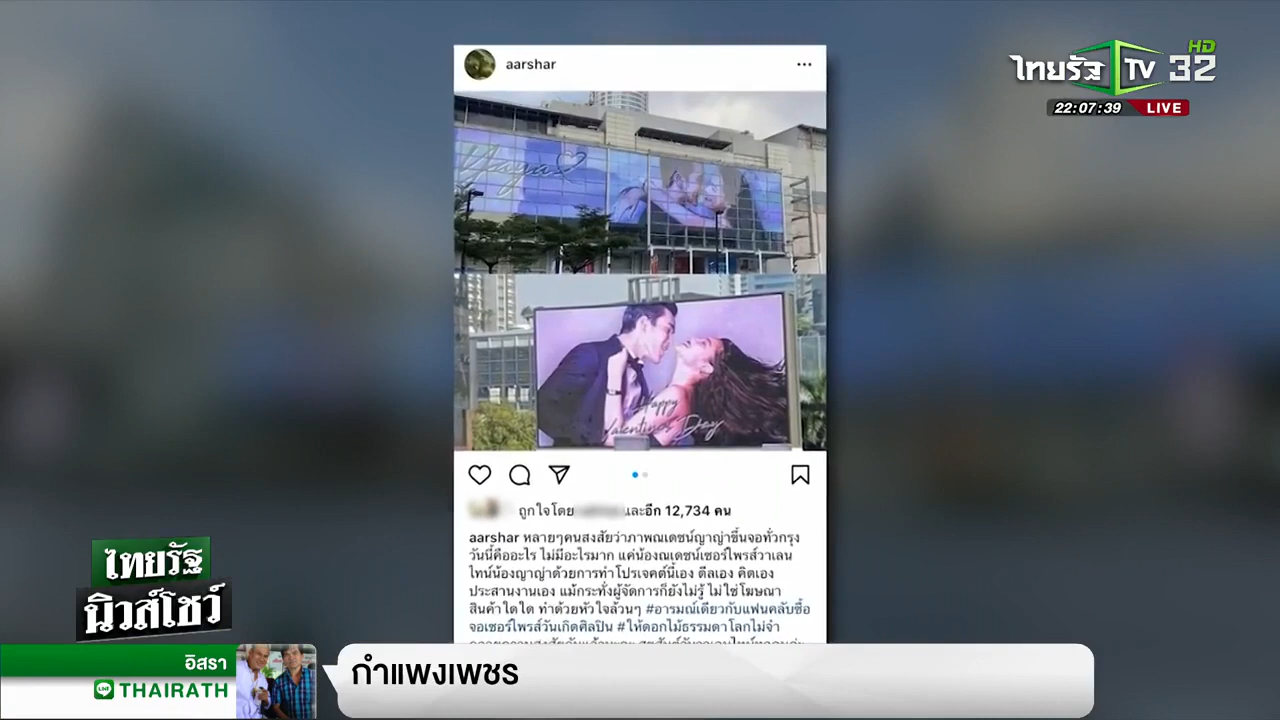 aarshar
ไทยรัฐ TV HD 32
22:07:39 LIVE
Yaya
Happy
Valentine's Day
ถูกใจโดย และอีก 12,734 คน
aarshar หลายๆคนสงสัยว่าภาพณเดชน์ญาญ่าขึ้นจอทั่วกรุง
วันนี้คืออะไร ไม่มีอะไรมาก แค่น้องณเดชน์เซอร์ไพรส์วาเลน
ไทน์น้องญาญ่าด้วยการทำโปรเจคต์นี้เอง ดีลเอง คิดเอง
ประสานงานเอง แม้กระทั่งผู้จัดการก็ยังไม่รู้ ไม่ใช่โฆษณา
สินค้าใดใด ทำด้วยหัวใจล้วนๆ #อารมณ์เดียวกับแฟนคลับซื้อ
จอเซอร์ไพรส์วันเกิดศิลปิน #ให้ดอกไม้ธรรมดาโลกไม่จำ
ไทยรัฐ
นิวส์โชว์
อิสรา
LINE THAIRATH
กำแพงเพชร